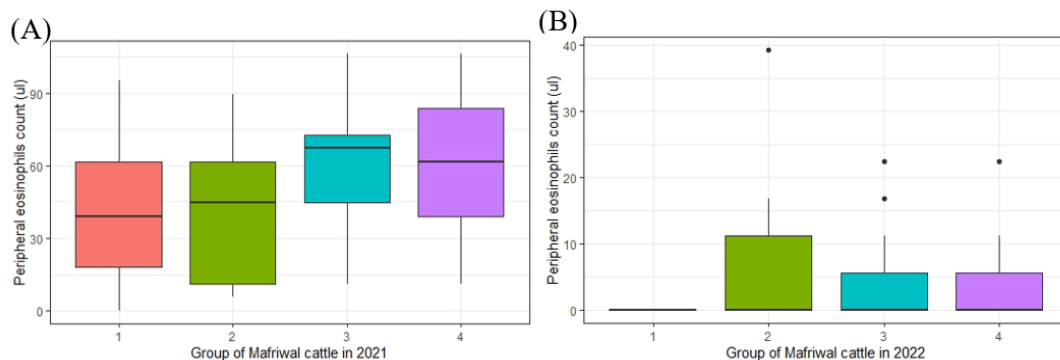 (A)
Peripheral eosinophils count (ul)
90
60
30
0
1 2 3 4
Group of Mafriwal cattle in 2021
(B)
Peripheral eosinophils count (ul)
40
30
20
10
0
1 2 3 4
Group of Mafriwal cattle in 2022